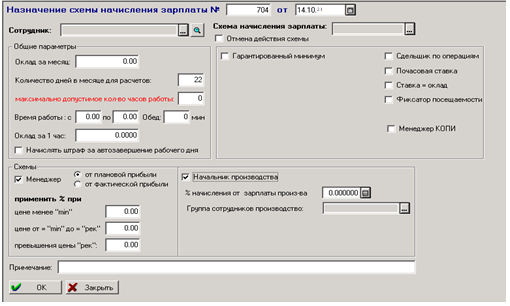 Назначение схемы начисления зарплаты № 704 от 14.10.
Сотрудник: ... Схема начисления зарплаты: ...
Отмена действия схемы
Общие параметры
Оклад за месяц: 0.00
Количество дней в месяце для расчетов: 22
максимально допустимое кол-во часов работы: 0
Время работы : с 0.00 по 0.00 Обед: 0 мин
Оклад за 1 час: 0.0000
Начислять штраф за автозавершение рабочего дня
Гарантированный минимум
Сдельщик по операциям
Почасовая ставка
Ставка = оклад
Фиксатор посещаемости
Менеджер КОПИ
Схемы
Менеджер от плановой прибыли
от фактической прибыли
применить % при
цене менее "min" 0.00
цене от = "min" до = "рек" 0.00
превышения цены "рек": 0.00
Начальник производства
% начисления от зарплаты произ-ва 0.000000
Группа сотрудников производство: ...
Примечание:
OK Закрыть